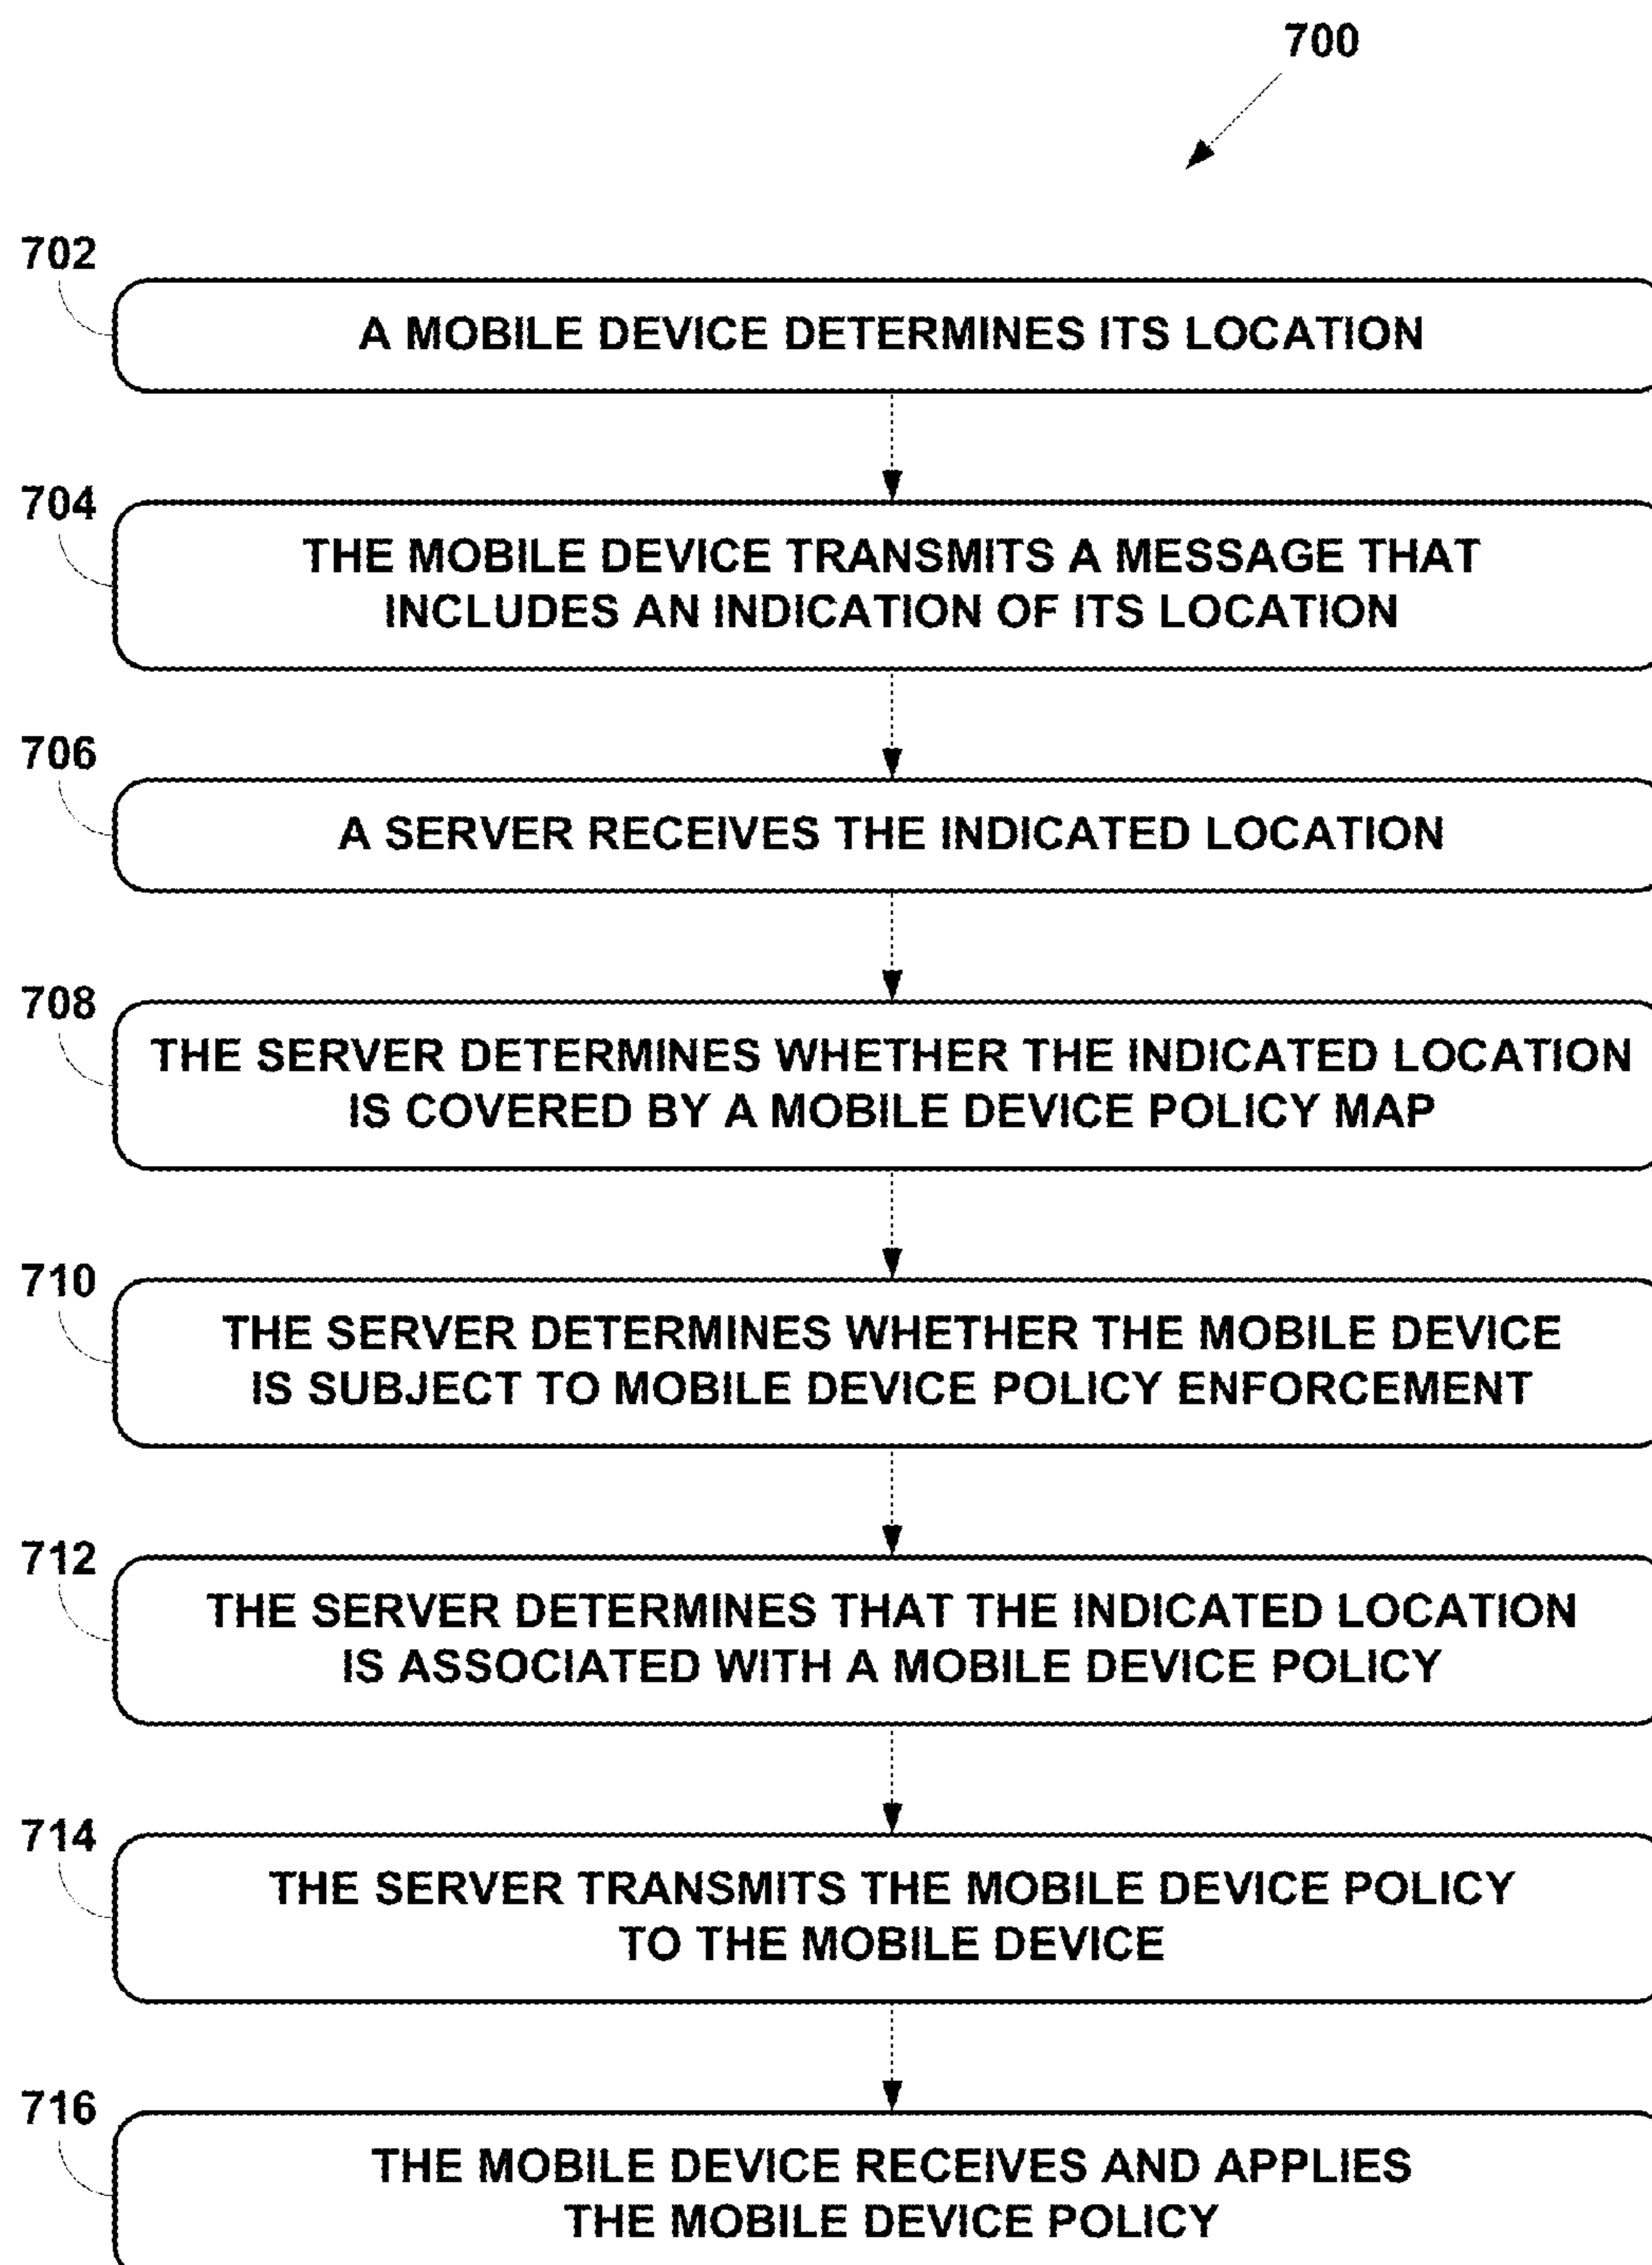 700
702
A MOBILE DEVICE DETERMINES ITS LOCATION
704
THE MOBILE DEVICE TRANSMITS A MESSAGE THAT
INCLUDES AN INDICATION OF ITS LOCATION
706
A SERVER RECEIVES THE INDICATED LOCATION
708
THE SERVER DETERMINES WHETHER THE INDICATED LOCATION
IS COVERED BY A MOBILE DEVICE POLICY MAP
710
THE SERVER DETERMINES WHETHER THE MOBILE DEVICE
IS SUBJECT TO MOBILE DEVICE POLICY ENFORCEMENT
712
THE SERVER DETERMINES THAT THE INDICATED LOCATION
IS ASSOCIATED WITH A MOBILE DEVICE POLICY
714
THE SERVER TRANSMITS THE MOBILE DEVICE POLICY
TO THE MOBILE DEVICE
716
THE MOBILE DEVICE RECEIVES AND APPLIES
THE MOBILE DEVICE POLICY